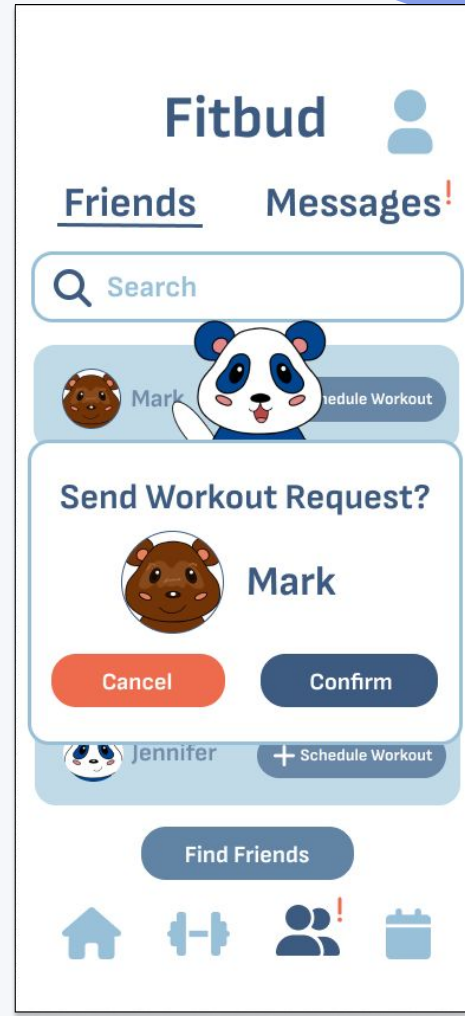 Fitbud
Friends
Messages!
Search
Mark
hedule Workout
Send Workout Request?
Mark
Cancel
Confirm
Jennifer
+ Schedule Workout
Find Friends
!